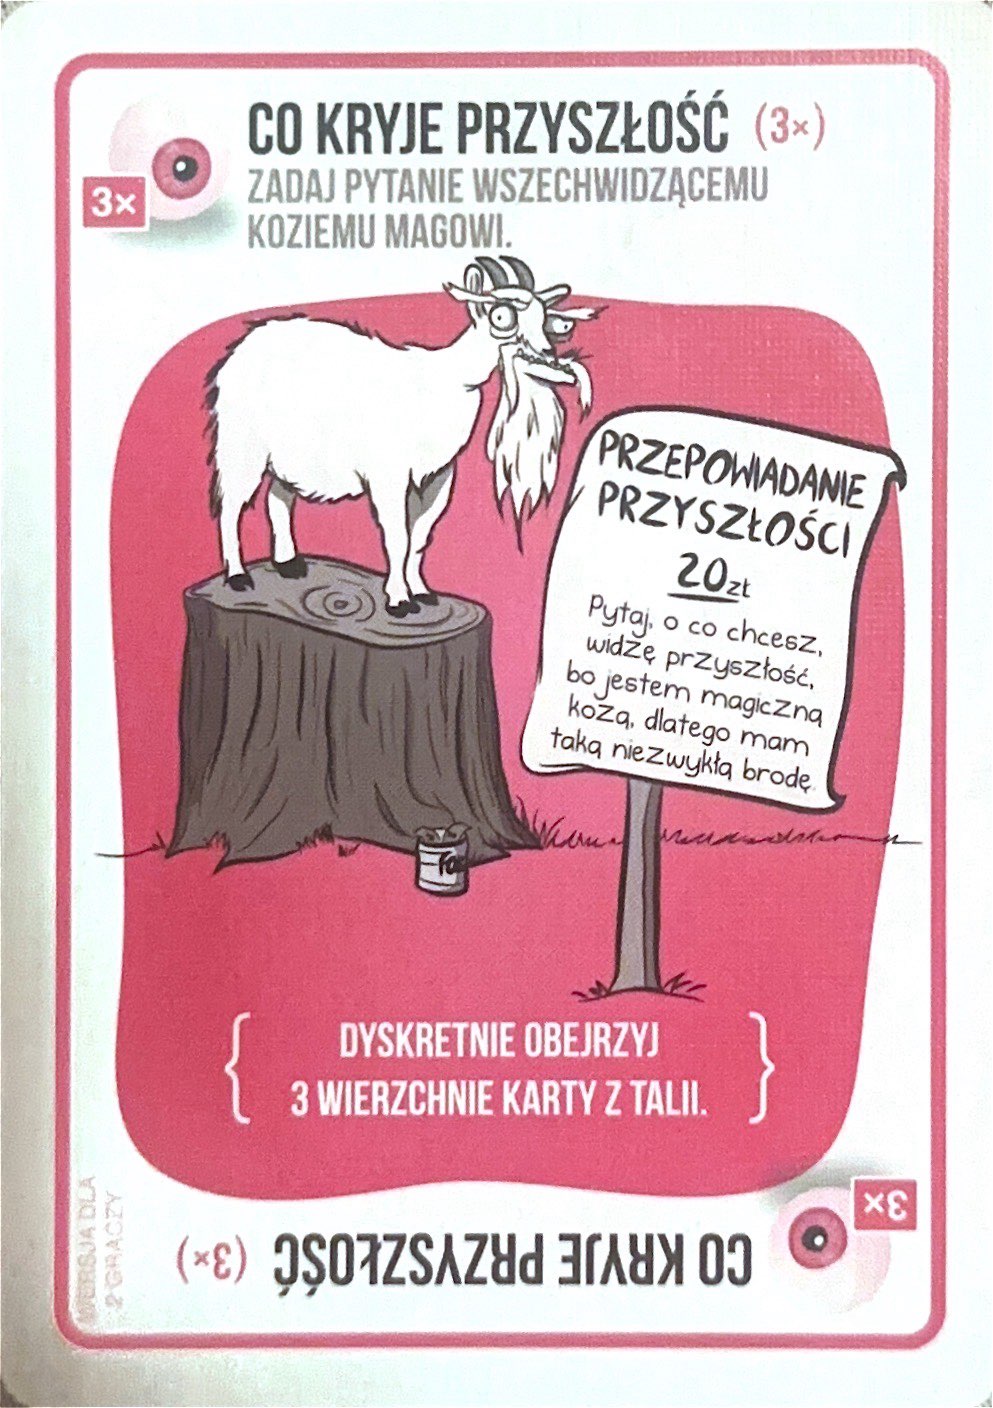 CO KRYJE PRZYSZŁOŚĆ (3×)
3×
ZADAJ PYTANIE WSZECHWIDZĄCEMU
KOZIEMU MAGOWI.
PRZEPOWIADANIE
PRZYSZŁOŚCI
20zł
Pytaj, o co chcesz,
widzę przyszłość,
bo jestem magiczną
kozą, dlatego mam
taką niezwykłą brodę.
DYSKRETNIE OBEJRZYJ
3 WIERZCHNIE KARTY Z TALII.
WERSJA DLA
2 GRACZY
3×
CO KRYJE PRZYSZŁOŚĆ (3×)